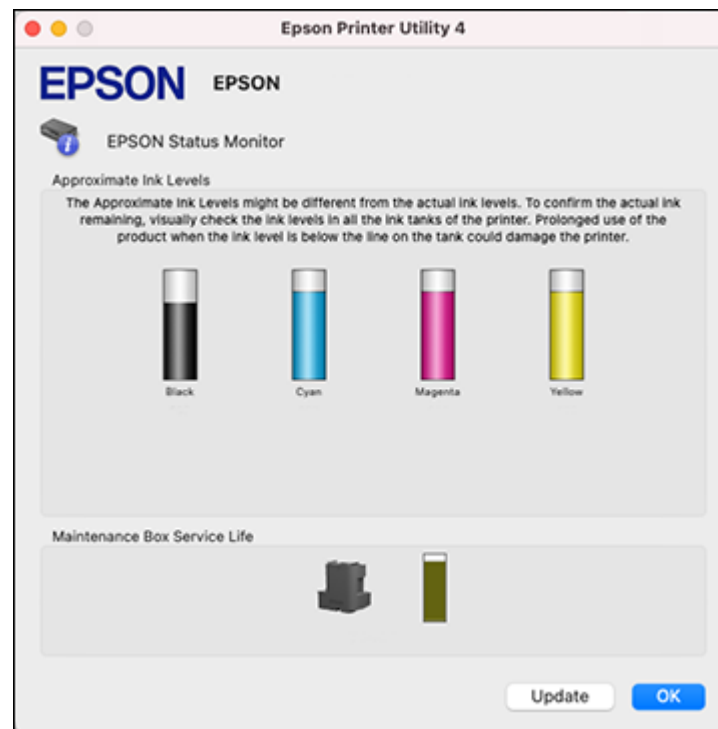 Epson Printer Utility 4
EPSON EPSON
EPSON Status Monitor
Approximate Ink Levels
The Approximate Ink Levels might be different from the actual ink levels. To confirm the actual ink
remaining, visually check the ink levels in all the ink tanks of the printer. Prolonged use of the
product when the ink level is below the line on the tank could damage the printer.
Black Cyan Magenta Yellow
Maintenance Box Service Life
Update OK